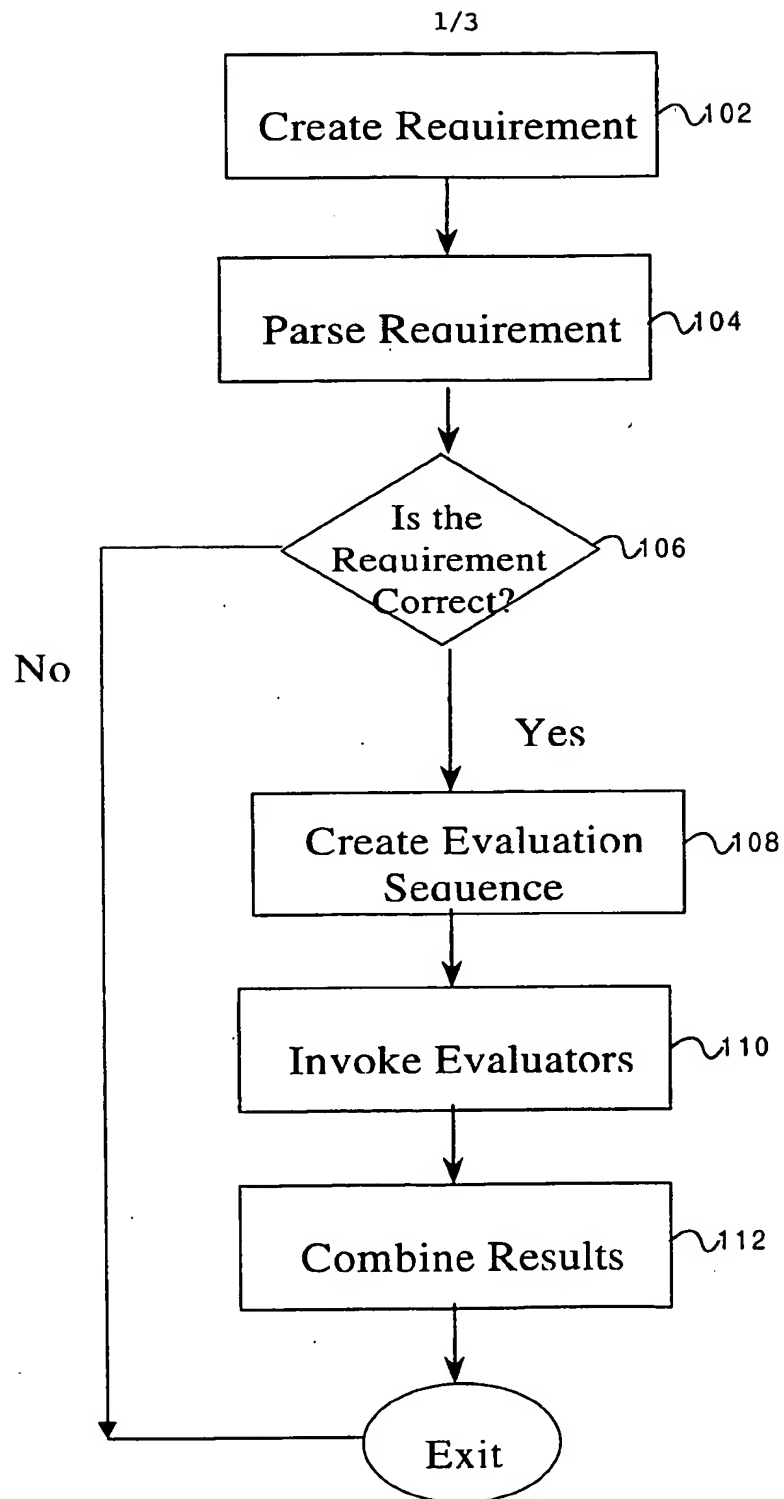 1/3
Create Requirement
102
Parse Requirement
104
Is the
Requirement
Correct?
106
No
Yes
Create Evaluation
Sequence
108
Invoke Evaluators
110
Combine Results
112
Exit